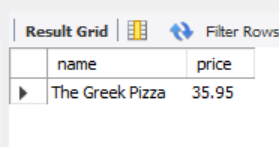 Result Grid Filter Rows
name price
The Greek Pizza 35.95